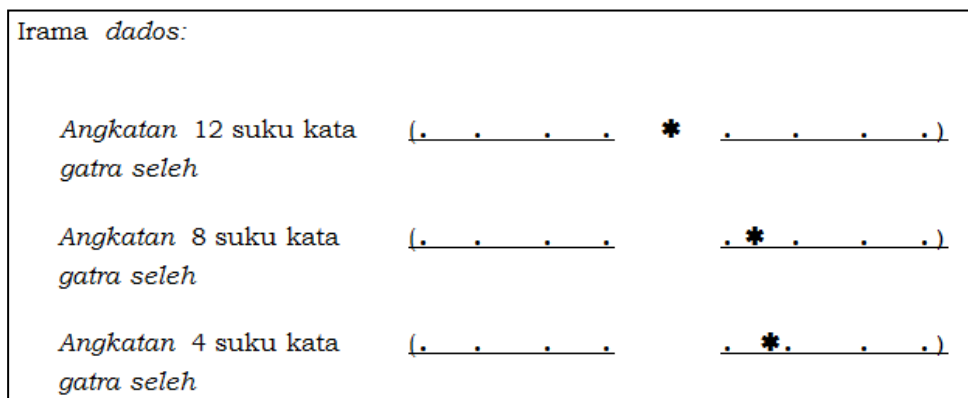 Irama dados:
Angkatan 12 suku kata (. . . . ✱ . . . .)
gatra seleh
Angkatan 8 suku kata (. . . . . ✱ . . .)
gatra seleh
Angkatan 4 suku kata (. . . . . ✱. . .)
gatra seleh